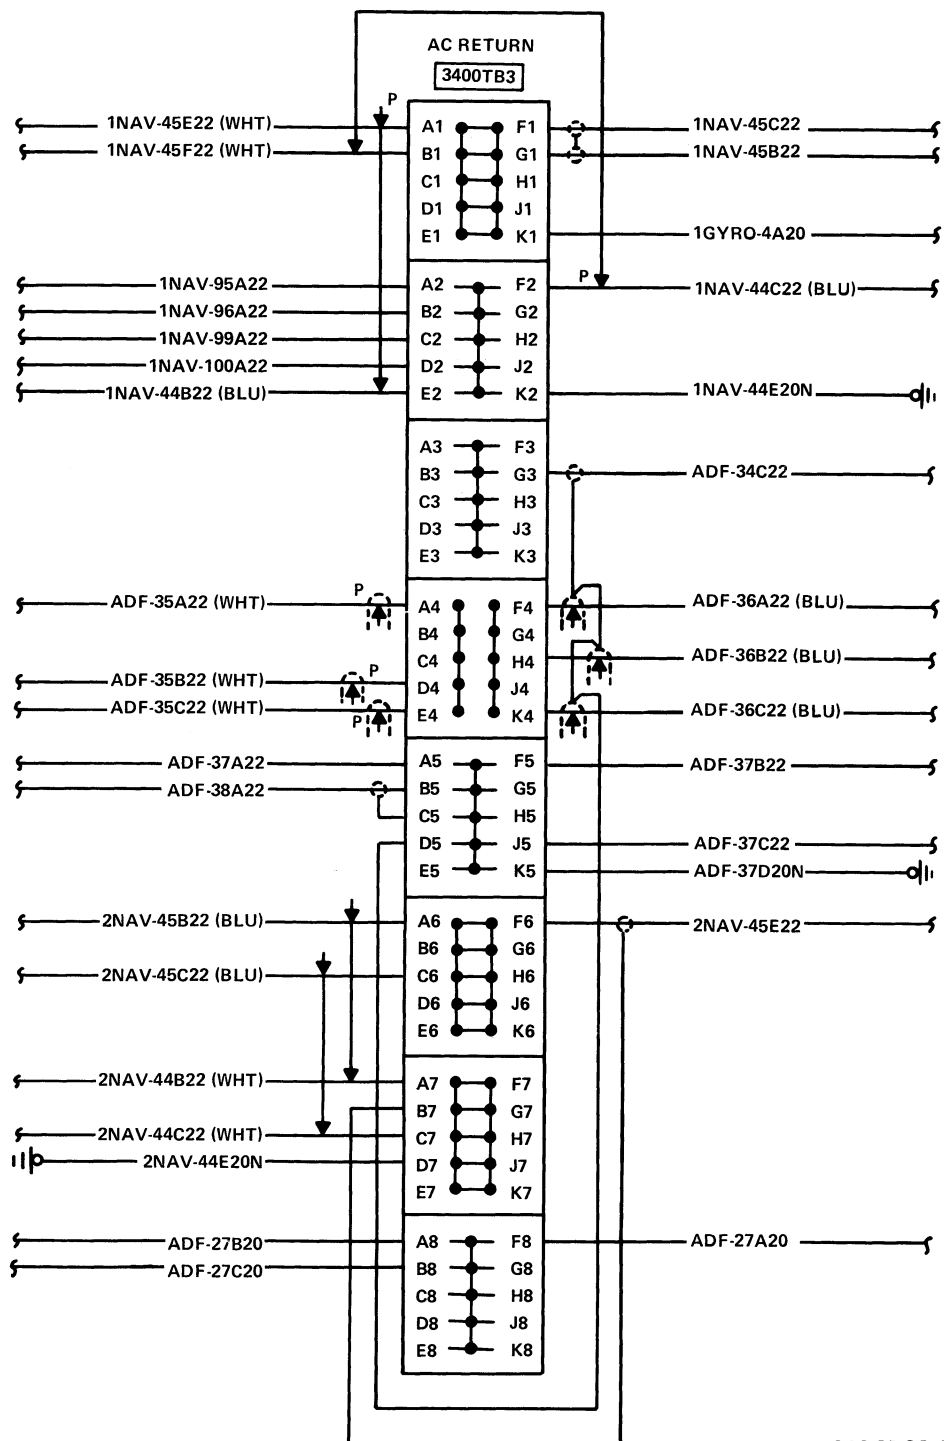 AC RETURN
3400TB3
P
1NAV-45E22 (WHT) A1 F1 1NAV-45C22
1NAV-45F22 (WHT) B1 G1 1NAV-45B22
C1 H1
D1 J1
E1 K1 1GYRO-4A20
P
1NAV-95A22 A2 F2 1NAV-44C22 (BLU)
1NAV-96A22 B2 G2
1NAV-99A22 C2 H2
1NAV-100A22 D2 J2
1NAV-44B22 (BLU) E2 K2 1NAV-44E20N
A3 F3
B3 G3 ADF-34C22
C3 H3
D3 J3
E3 K3
P
ADF-35A22 (WHT) A4 F4 ADF-36A22 (BLU)
B4 G4
C4 H4 ADF-36B22 (BLU)
P
ADF-35B22 (WHT) D4 J4
ADF-35C22 (WHT) P E4 K4 ADF-36C22 (BLU)
ADF-37A22 A5 F5 ADF-37B22
ADF-38A22 B5 G5
C5 H5
D5 J5 ADF-37C22
E5 K5 ADF-37D20N
2NAV-45B22 (BLU) A6 F6 2NAV-45E22
B6 G6
2NAV-45C22 (BLU) C6 H6
D6 J6
E6 K6
2NAV-44B22 (WHT) A7 F7
B7 G7
2NAV-44C22 (WHT) C7 H7
2NAV-44E20N D7 J7
E7 K7
ADF-27B20 A8 F8 ADF-27A20
ADF-27C20 B8 G8
C8 H8
D8 J8
E8 K8